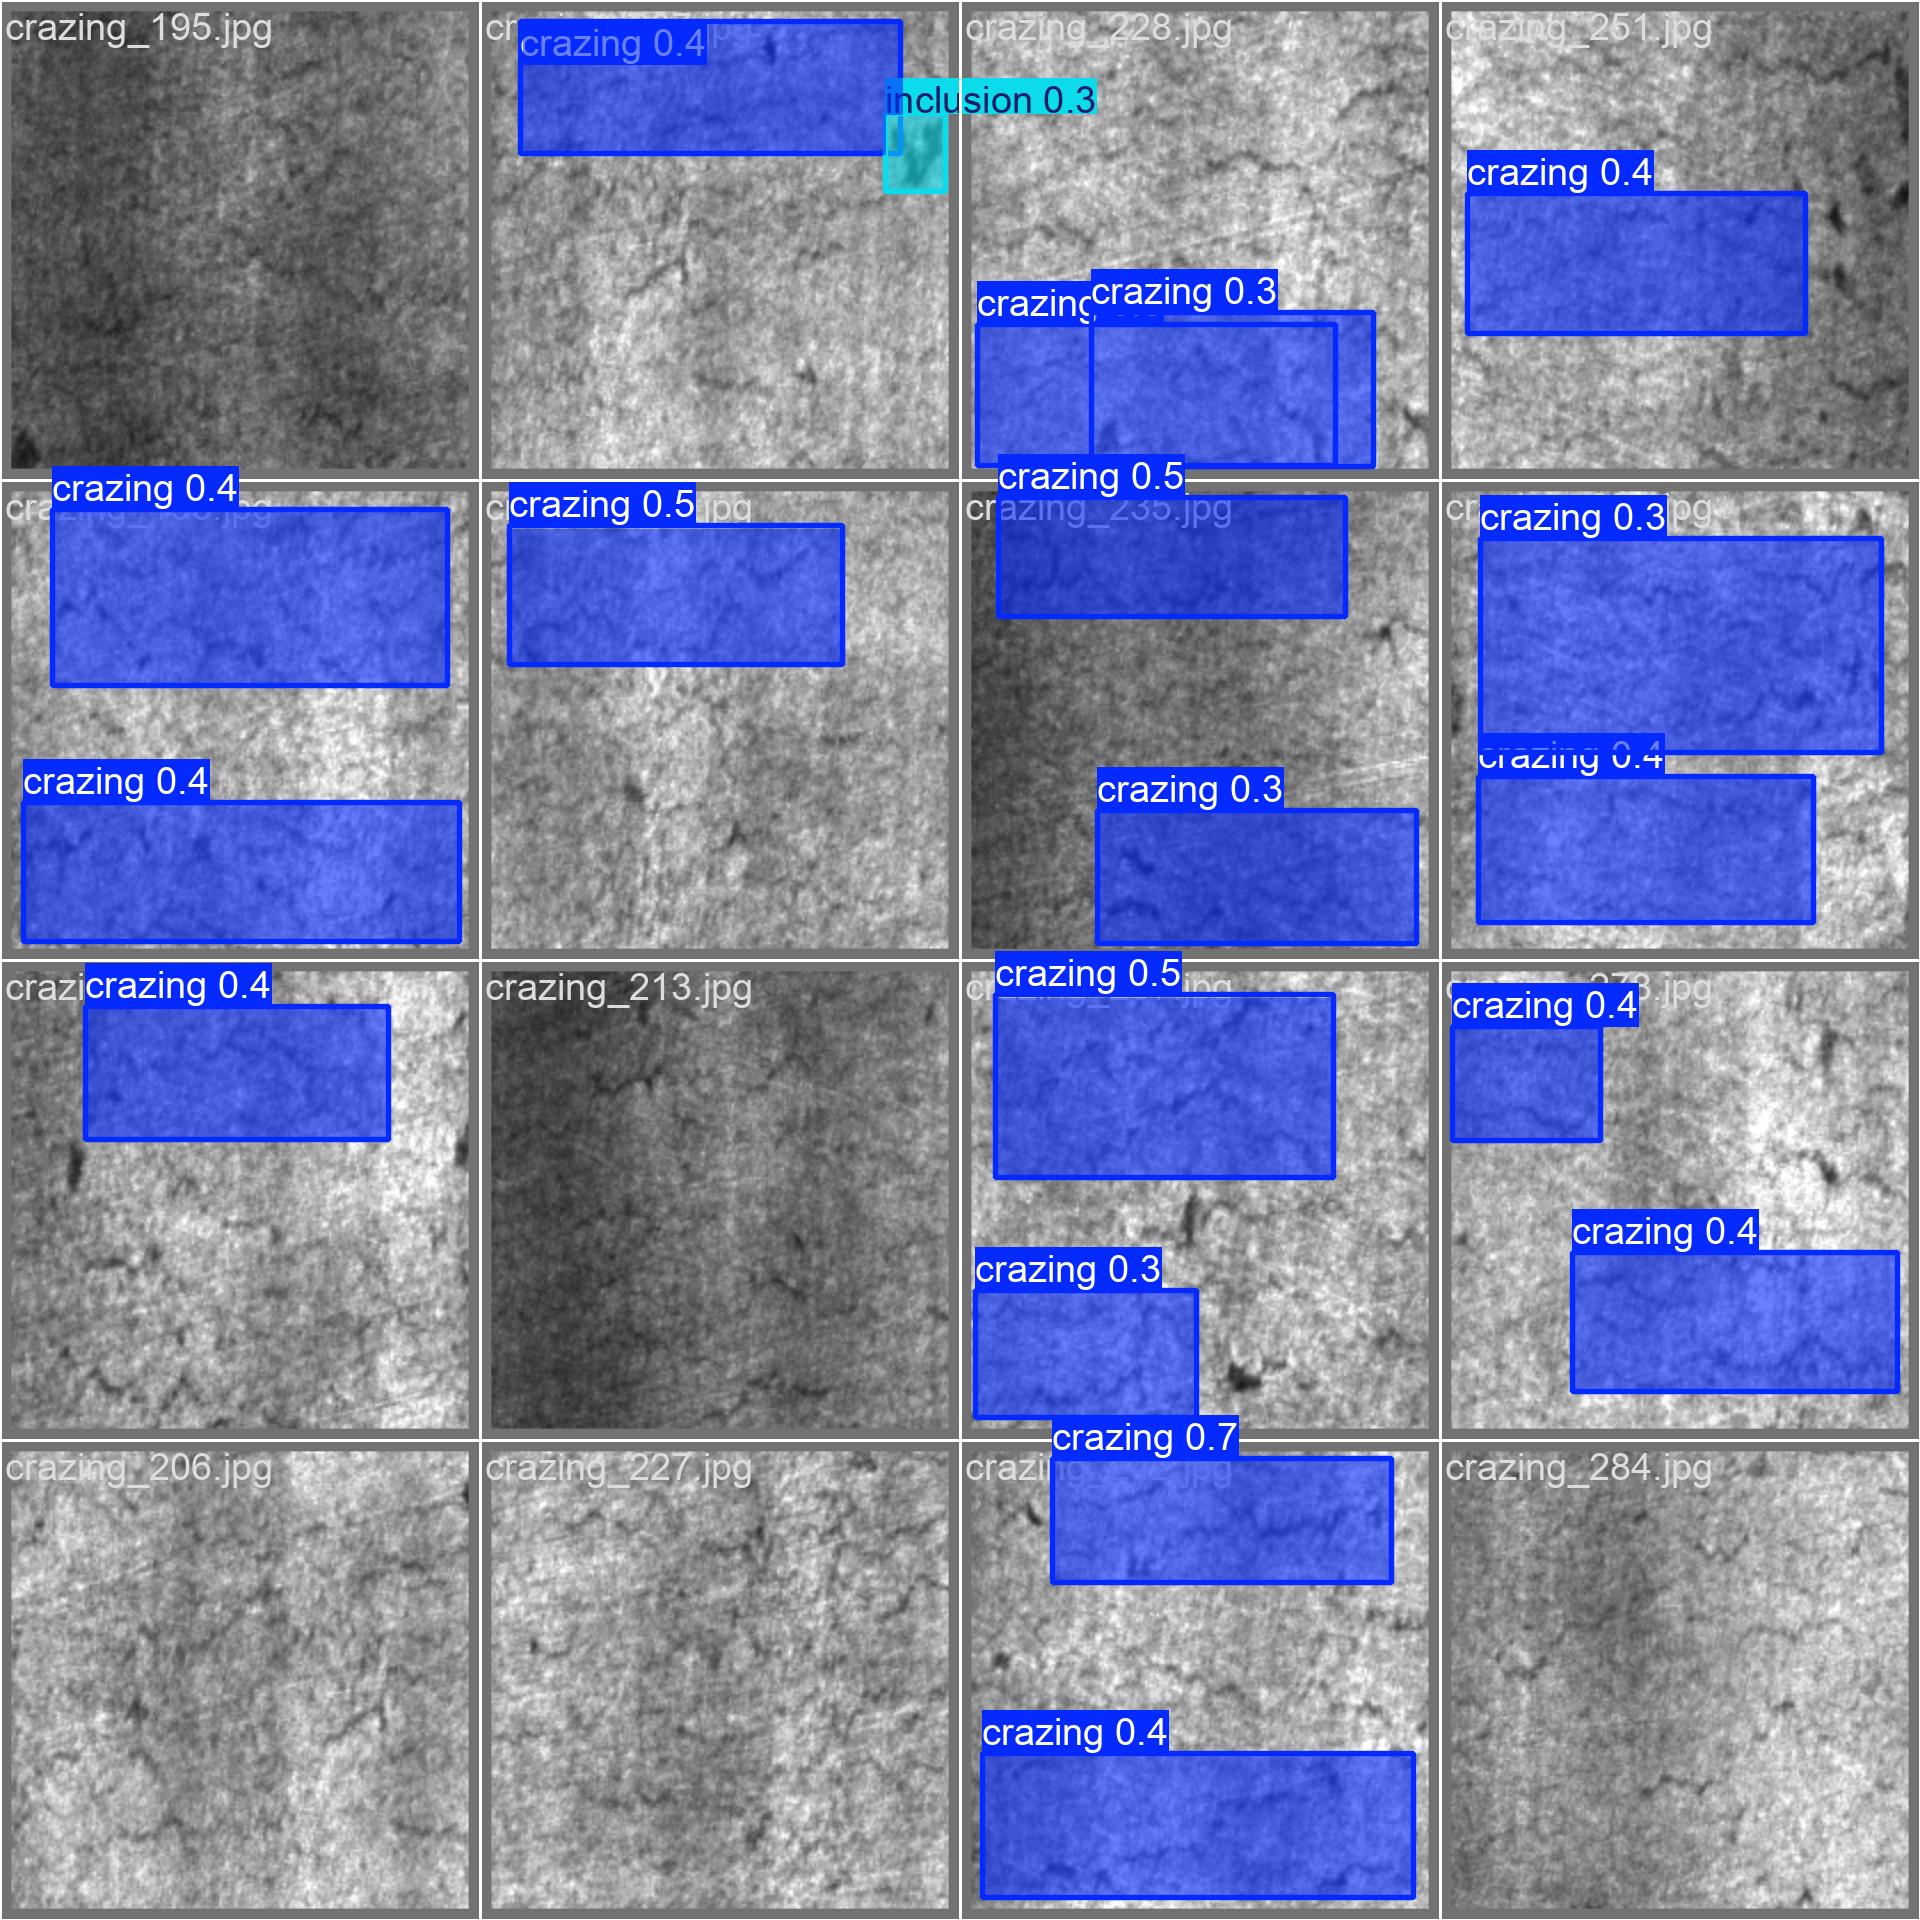 crazing_195.jpg
crazing 0.4
inclusion 0.3
crazing_228.jpg
crazing
crazing 0.3
crazing_251.jpg
crazing 0.4
crazing 0.4
crazing 0.4
crazing 0.5
jpg
crazing 0.5
crazing_235.jpg
crazing 0.3
crazing 0.3
crazing 0.4
crazing 0.4
crazing_213.jpg
crazing 0.5
crazing 0.3
crazing 0.4
crazing 0.4
crazing_206.jpg
crazing_227.jpg
crazing 0.7
crazing 0.4
crazing_284.jpg